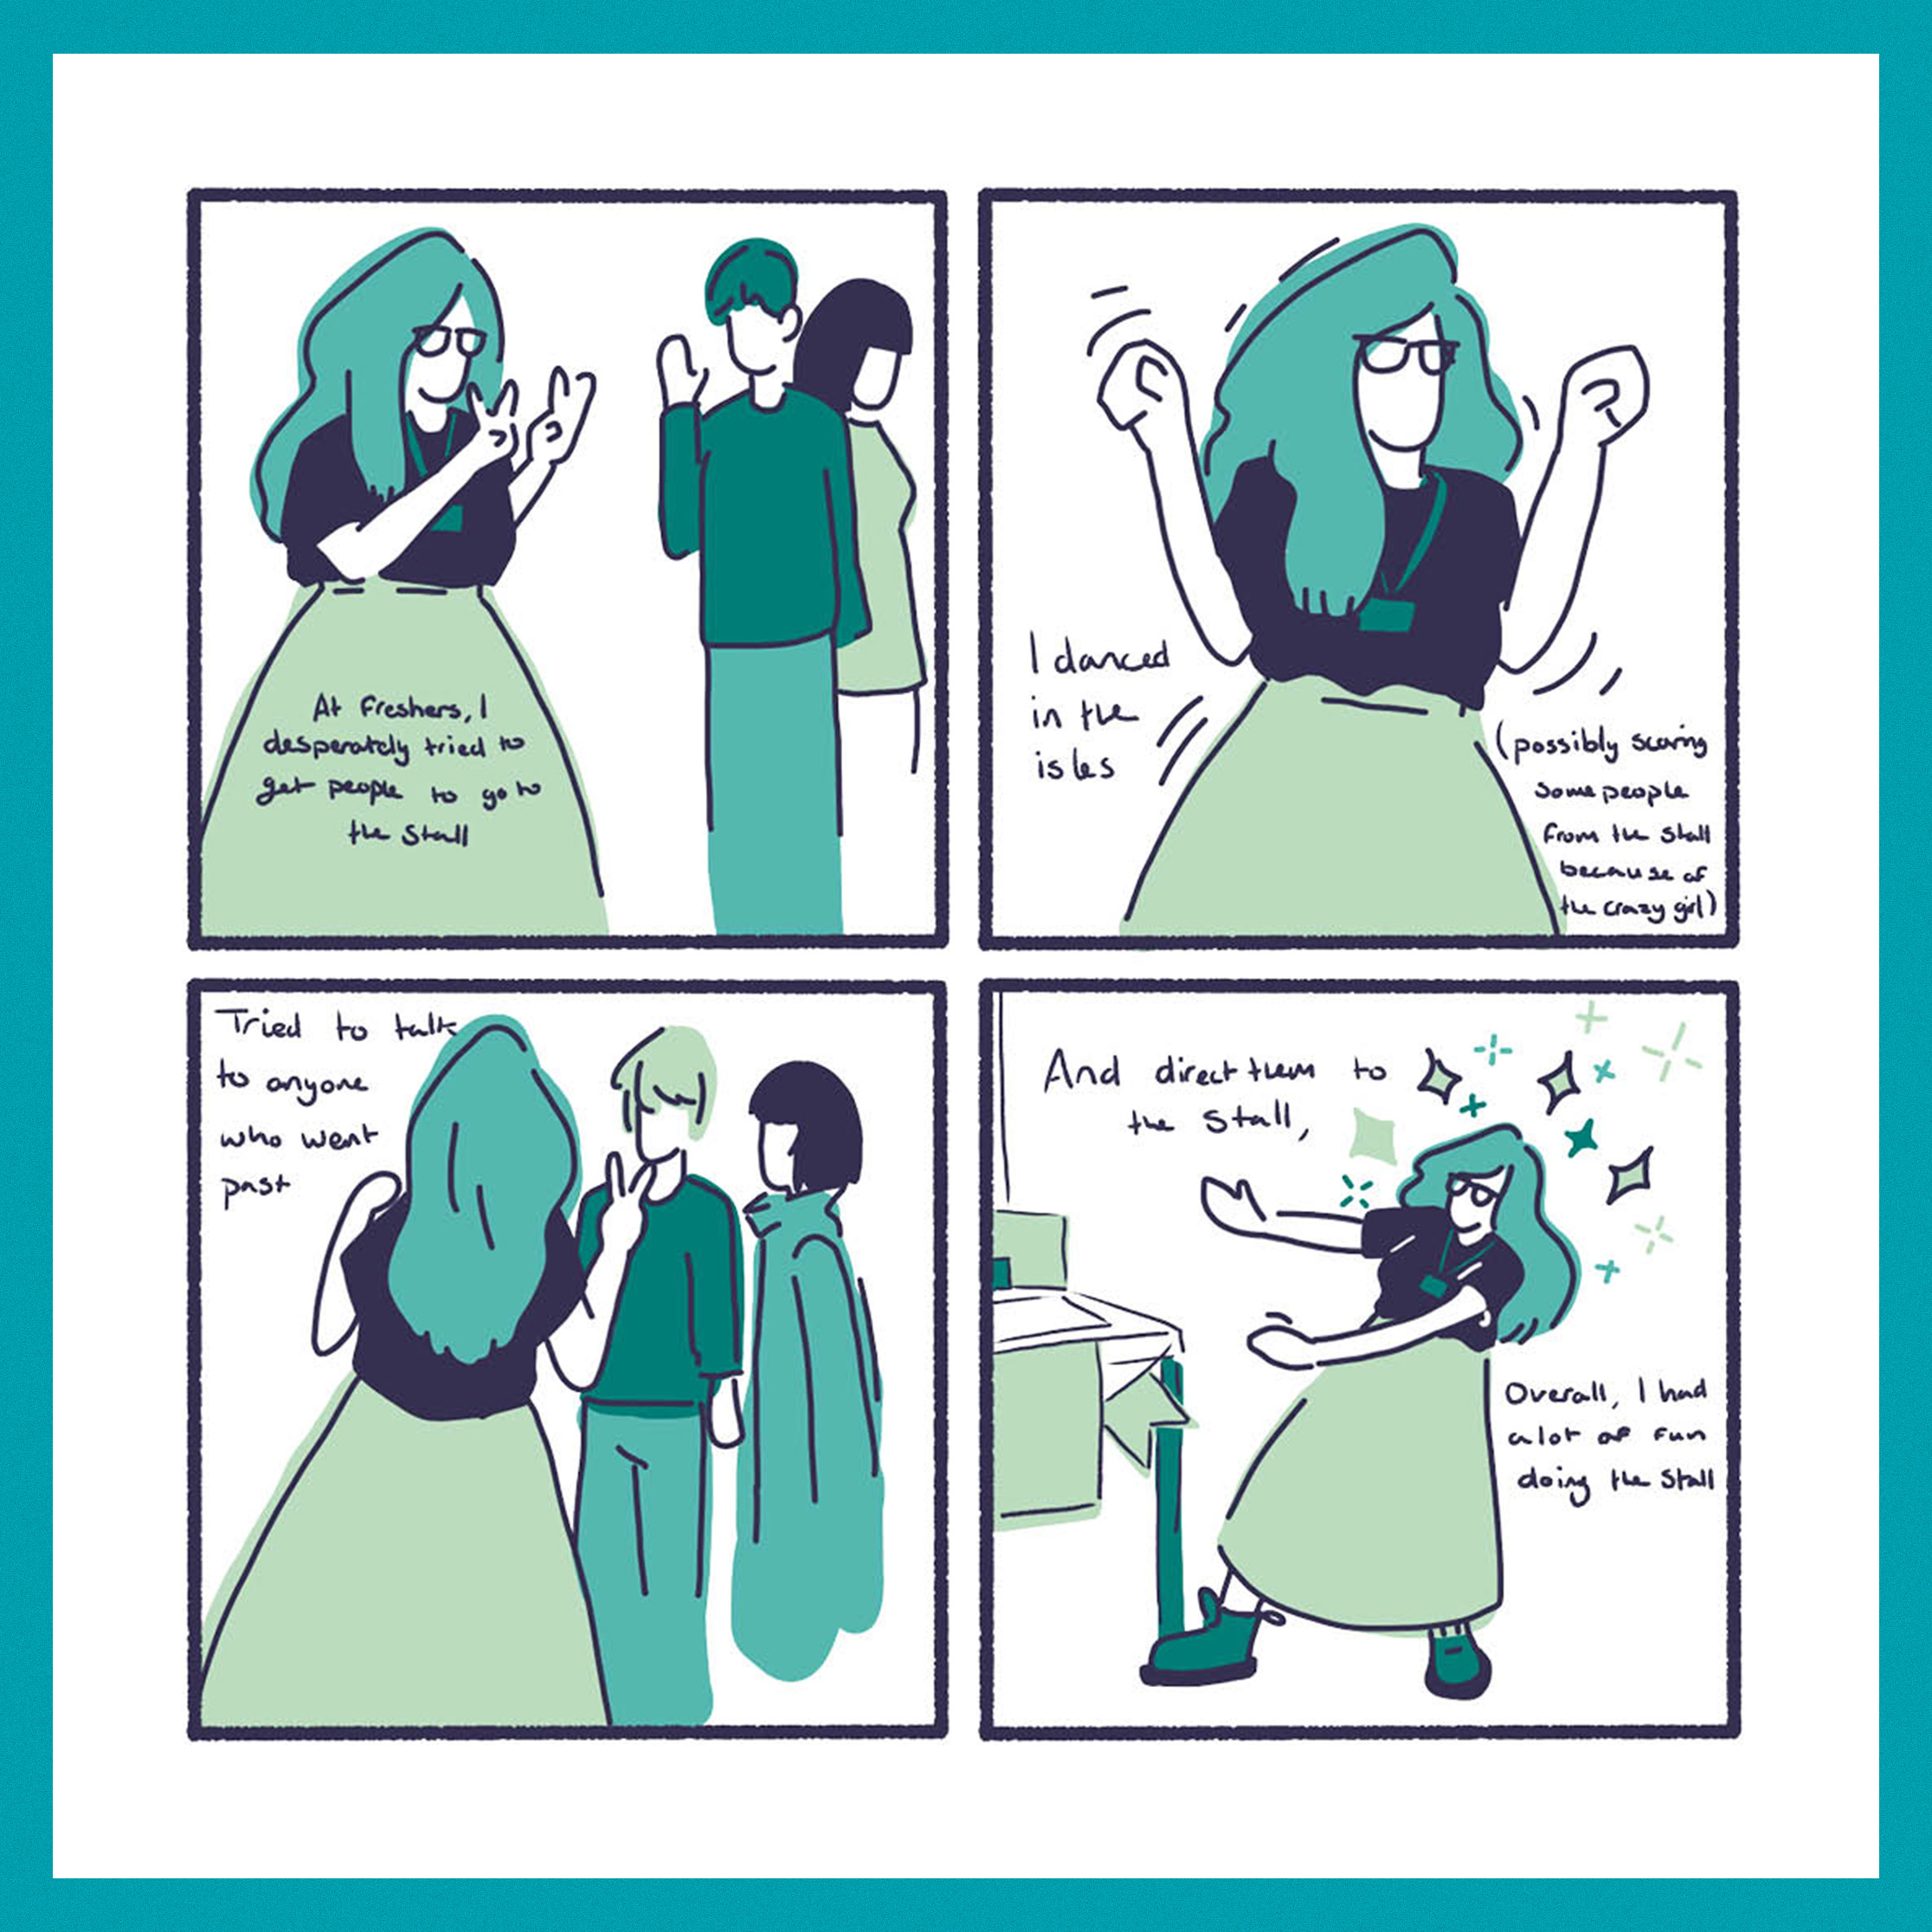 At freshers, I
desperately tried to
get people to go to
the stall
I danced
in the
isles
(possibly scaring
some people
from the stall
because of
the crazy girl)
Tried to talk
to anyone
who went
past
And direct them to
the stall,
Overall, I had
alot of fun
doing the stall